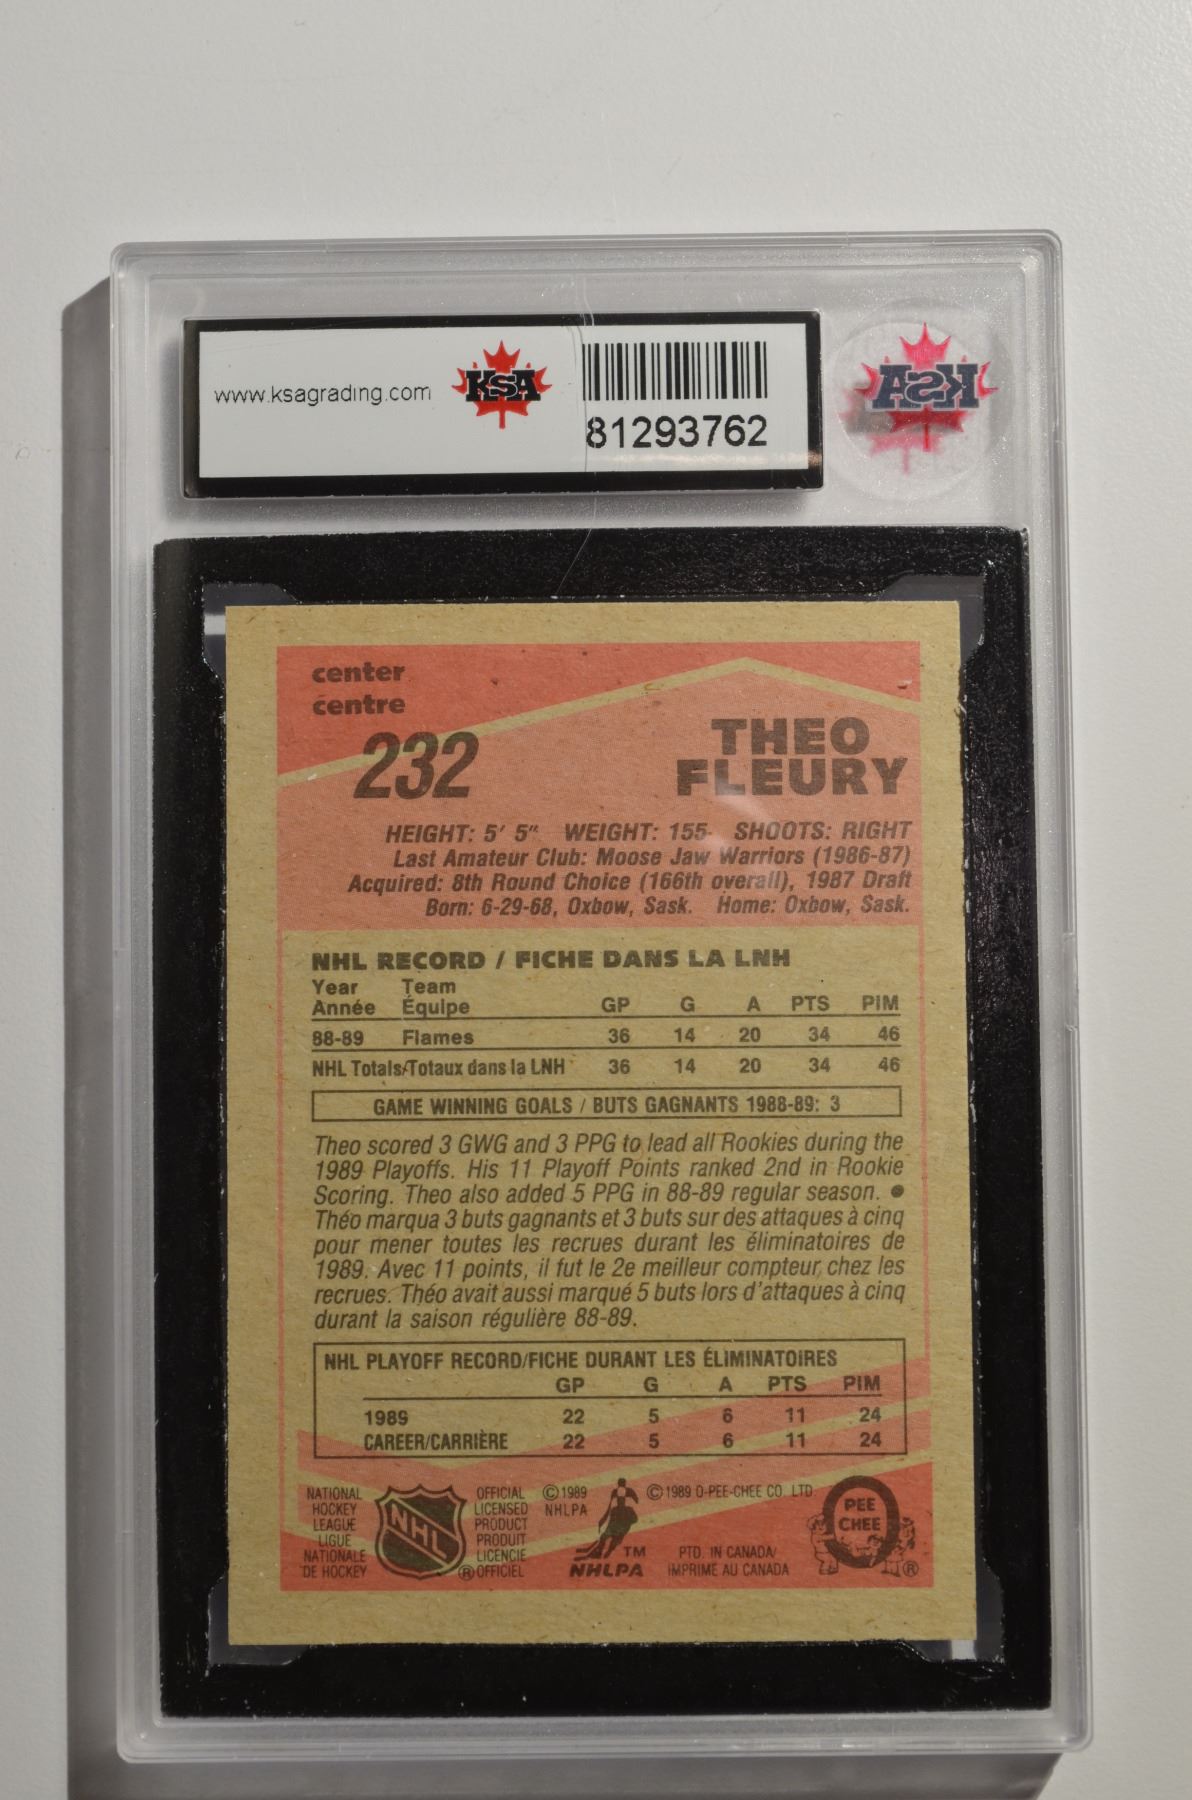 www.ksagrading.com
KSA
81293762
KSA
center
centre
232
THEO
FLEURY
HEIGHT: 5' 5" WEIGHT: 155 SHOOTS: RIGHT
Last Amateur Club: Moose Jaw Warriors (1986-87)
Acquired: 8th Round Choice (166th overall), 1987 Draft
Born: 6-29-68, Oxbow, Sask. Home: Oxbow, Sask.
NHL RECORD / FICHE DANS LA LNH
Year Team
Année Équipe GP G A PTS PIM
88-89 Flames 36 14 20 34 46
NHL Totals/Totaux dans la LNH 36 14 20 34 46
GAME WINNING GOALS / BUTS GAGNANTS 1988-89: 3
Theo scored 3 GWG and 3 PPG to lead all Rookies during the
1989 Playoffs. His 11 Playoff Points ranked 2nd in Rookie
Scoring. Theo also added 5 PPG in 88-89 regular season. ●
Théo marqua 3 buts gagnants et 3 buts sur des attaques à cinq
pour mener toutes les recrues durant les éliminatoires de
1989. Avec 11 points, il fut le 2e meilleur compteur chez les
recrues. Théo avait aussi marqué 5 buts lors d'attaques à cinq
durant la saison régulière 88-89.
NHL PLAYOFF RECORD/FICHE DURANT LES ÉLIMINATOIRES
GP G A PTS PIM
1989 22 5 6 11 24
CAREER/CARRIÈRE 22 5 6 11 24
NATIONAL
HOCKEY
LEAGUE
LIGUE
NATIONALE
DE HOCKEY
NHL
®
OFFICIAL
LICENSED
PRODUCT
PRODUIT
LICENCIE
OFFICIEL
© 1989
NHLPA
TM
NHLPA
© 1989 O-PEE-CHEE CO. LTD
PTD. IN CANADA/
IMPRIME AU CANADA
O
PEE
CHEE
®